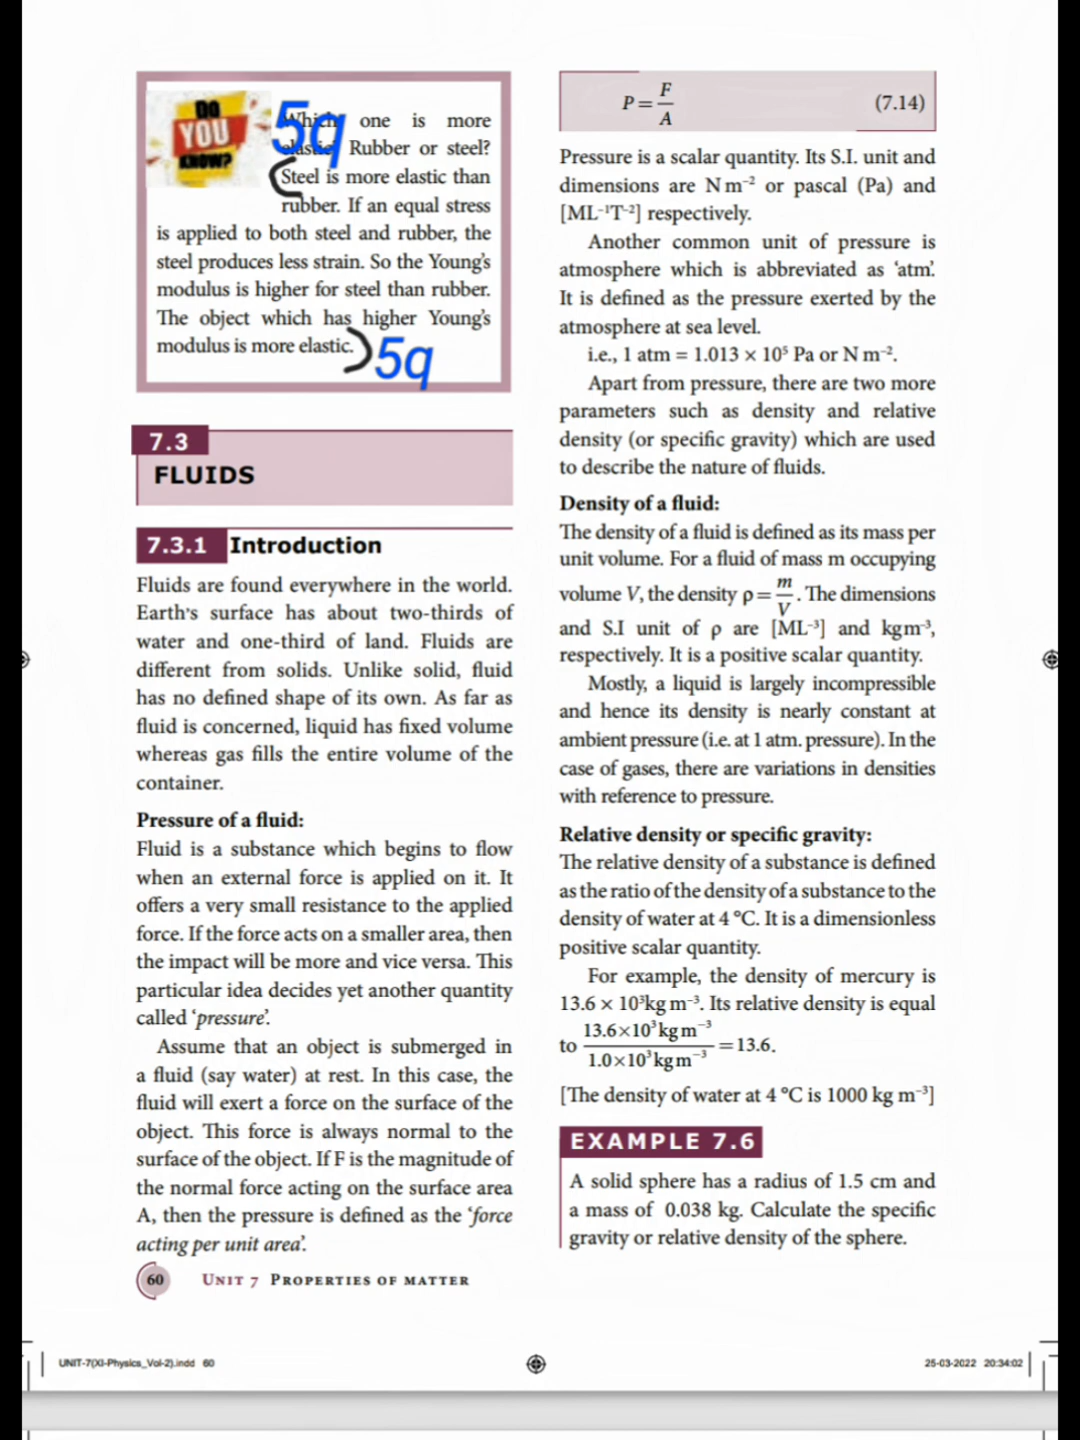 DO
YOU
KNOW?
5q
Which one is more
elastic? Rubber or steel?
Steel is more elastic than
rubber. If an equal stress
is applied to both steel and rubber, the
steel produces less strain. So the Young's
modulus is higher for steel than rubber.
The object which has higher Young's
modulus is more elastic.
5q
7.3
FLUIDS
7.3.1 Introduction
Fluids are found everywhere in the world.
Earth's surface has about two-thirds of
water and one-third of land. Fluids are
different from solids. Unlike solid, fluid
has no defined shape of its own. As far as
fluid is concerned, liquid has fixed volume
whereas gas fills the entire volume of the
container.
Pressure of a fluid:
Fluid is a substance which begins to flow
when an external force is applied on it. It
offers a very small resistance to the applied
force. If the force acts on a smaller area, then
the impact will be more and vice versa. This
particular idea decides yet another quantity
called ‘pressure’.
Assume that an object is submerged in
a fluid (say water) at rest. In this case, the
fluid will exert a force on the surface of the
object. This force is always normal to the
surface of the object. If F is the magnitude of
the normal force acting on the surface area
A, then the pressure is defined as the ‘force
acting per unit area’.
P = F/A (7.14)
Pressure is a scalar quantity. Its S.I. unit and
dimensions are N m⁻² or pascal (Pa) and
[ML⁻¹T⁻²] respectively.
Another common unit of pressure is
atmosphere which is abbreviated as ‘atm’.
It is defined as the pressure exerted by the
atmosphere at sea level.
i.e., 1 atm = 1.013 × 10⁵ Pa or N m⁻².
Apart from pressure, there are two more
parameters such as density and relative
density (or specific gravity) which are used
to describe the nature of fluids.
Density of a fluid:
The density of a fluid is defined as its mass per
unit volume. For a fluid of mass m occupying
volume V, the density ρ = m/V. The dimensions
and S.I unit of ρ are [ML⁻³] and kgm⁻³,
respectively. It is a positive scalar quantity.
Mostly, a liquid is largely incompressible
and hence its density is nearly constant at
ambient pressure (i.e. at 1 atm. pressure). In the
case of gases, there are variations in densities
with reference to pressure.
Relative density or specific gravity:
The relative density of a substance is defined
as the ratio of the density of a substance to the
density of water at 4 °C. It is a dimensionless
positive scalar quantity.
For example, the density of mercury is
13.6 × 10³kg m⁻³. Its relative density is equal
to 13.6×10³kg m⁻³/1.0×10³kg m⁻³ = 13.6.
[The density of water at 4 °C is 1000 kg m⁻³]
EXAMPLE 7.6
A solid sphere has a radius of 1.5 cm and
a mass of 0.038 kg. Calculate the specific
gravity or relative density of the sphere.
60 UNIT 7 PROPERTIES OF MATTER
UNIT-7(XI-Physics_Vol-2).indd 60
25-03-2022 20:34:02